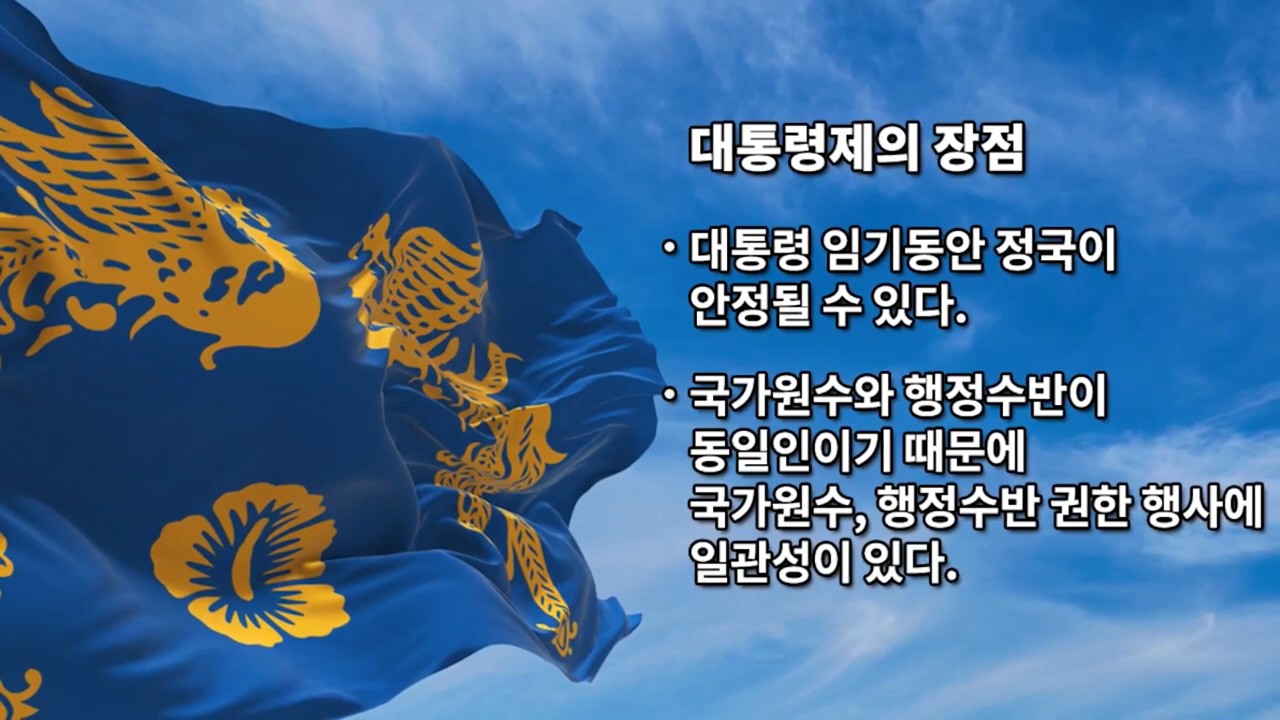 대통령제의 장점
• 대통령 임기동안 정국이
안정될 수 있다.
• 국가원수와 행정수반이
동일인이기 때문에
국가원수, 행정수반 권한 행사에
일관성이 있다.